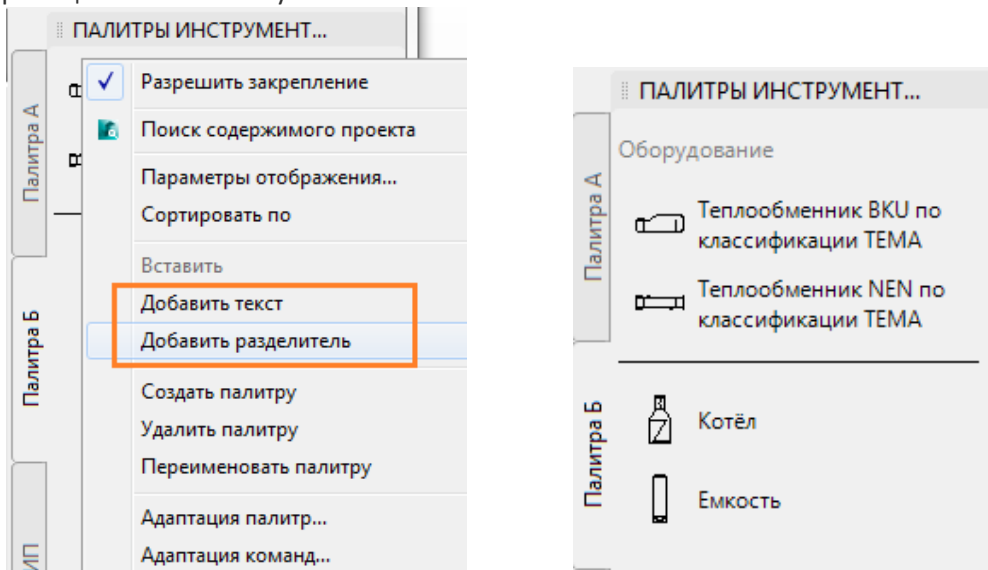 ПАЛИТРЫ ИНСТРУМЕНТ...
Палитра А
Палитра Б
ИП
Разрешить закрепление
Поиск содержимого проекта
Параметры отображения...
Сортировать по
Вставить
Добавить текст
Добавить разделитель
Создать палитру
Удалить палитру
Переименовать палитру
Адаптация палитр...
Адаптация команд...
ПАЛИТРЫ ИНСТРУМЕНТ...
Палитра А
Палитра Б
Оборудование
Теплообменник BKU по
классификации TEMA
Теплообменник NEN по
классификации TEMA
Котёл
Емкость